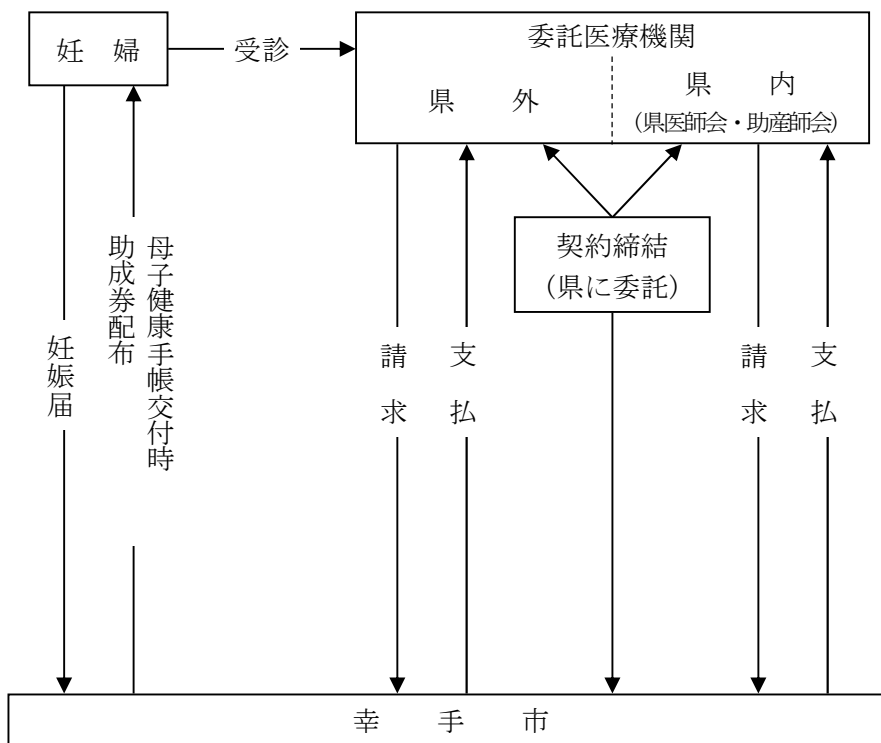 妊　婦
受診
委託医療機関
県　外
県　内
（県医師会・助産師会）
契約締結
（県に委託）
母子健康手帳交付時
助成券配布
妊娠届
請求
支払
請求
支払
幸　手　市